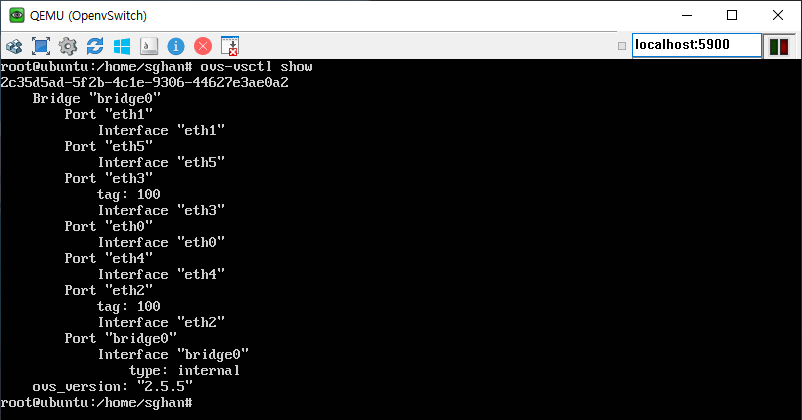 QEMU (OpenvSwitch)
localhost:5900
root@ubuntu:/home/sghan# ovs-vsctl show
2c35d5ad-5f2b-4c1e-9306-44627e3ae0a2
    Bridge "bridge0"
        Port "eth1"
            Interface "eth1"
        Port "eth5"
            Interface "eth5"
        Port "eth3"
            tag: 100
            Interface "eth3"
        Port "eth0"
            Interface "eth0"
        Port "eth4"
            Interface "eth4"
        Port "eth2"
            tag: 100
            Interface "eth2"
        Port "bridge0"
            Interface "bridge0"
                type: internal
    ovs_version: "2.5.5"
root@ubuntu:/home/sghan#